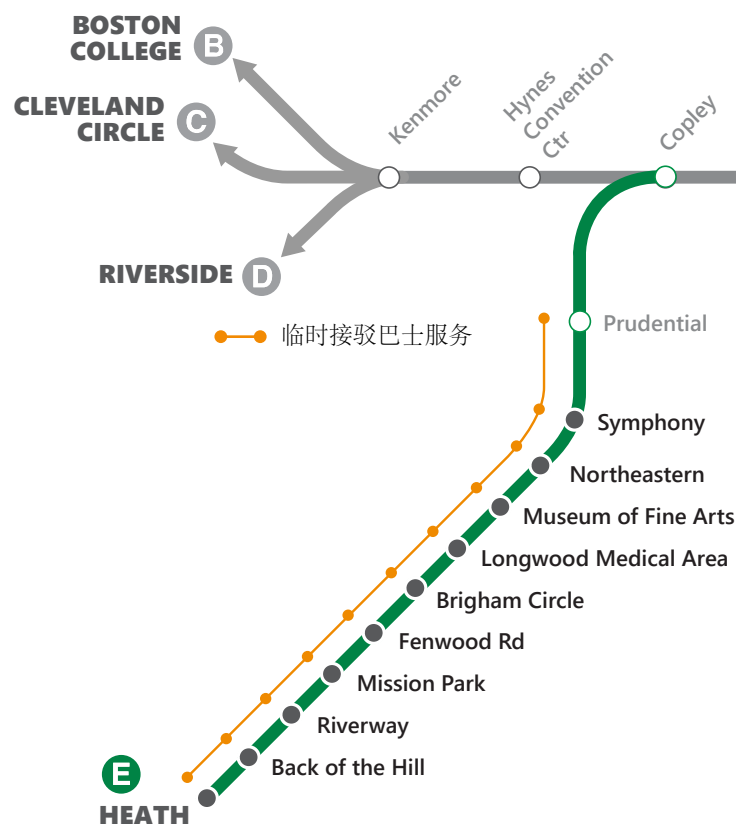 BOSTON
COLLEGE
B
CLEVELAND
CIRCLE
C
RIVERSIDE
D
Kenmore
Hynes
Convention
Ctr
Copley
临时接驳巴士服务
Prudential
Symphony
Northeastern
Museum of Fine Arts
Longwood Medical Area
Brigham Circle
Fenwood Rd
Mission Park
Riverway
Back of the Hill
E
HEATH